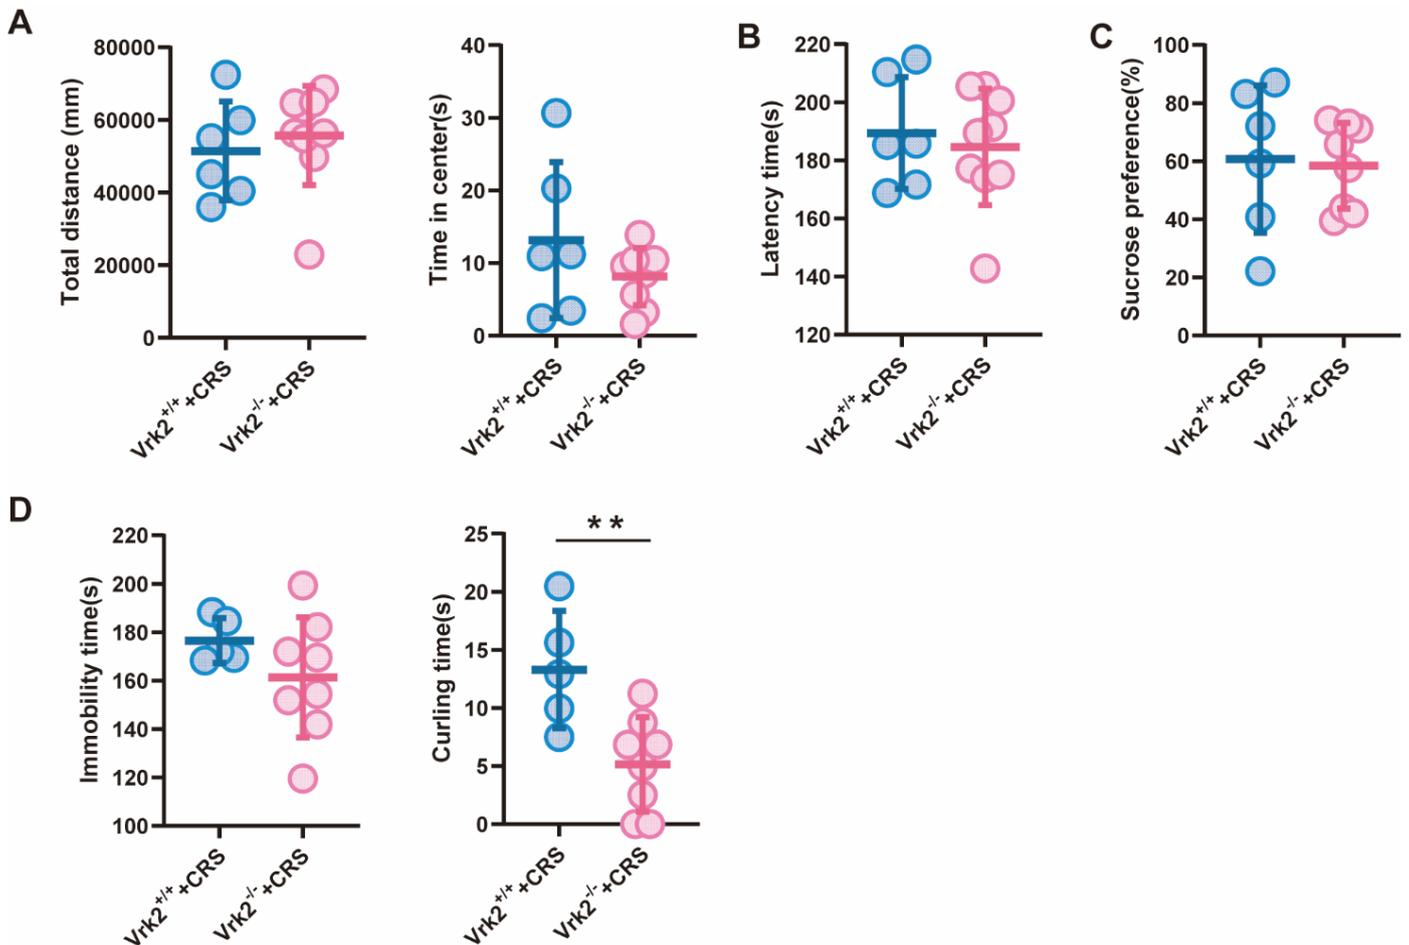 A
Total distance (mm)
80000
60000
40000
20000
0
Vrk2+/++CRS
Vrk2-/-+CRS
Time in center(s)
40
30
20
10
0
Vrk2+/++CRS
Vrk2-/-+CRS
B
Latency time(s)
220
200
180
160
140
120
Vrk2+/++CRS
Vrk2-/-+CRS
C
Sucrose preference(%)
100
80
60
40
20
0
Vrk2+/++CRS
Vrk2-/-+CRS
D
Immobility time(s)
220
200
180
160
140
120
100
Vrk2+/++CRS
Vrk2-/-+CRS
Curling time(s)
25
20
15
10
5
0
**
Vrk2+/++CRS
Vrk2-/-+CRS